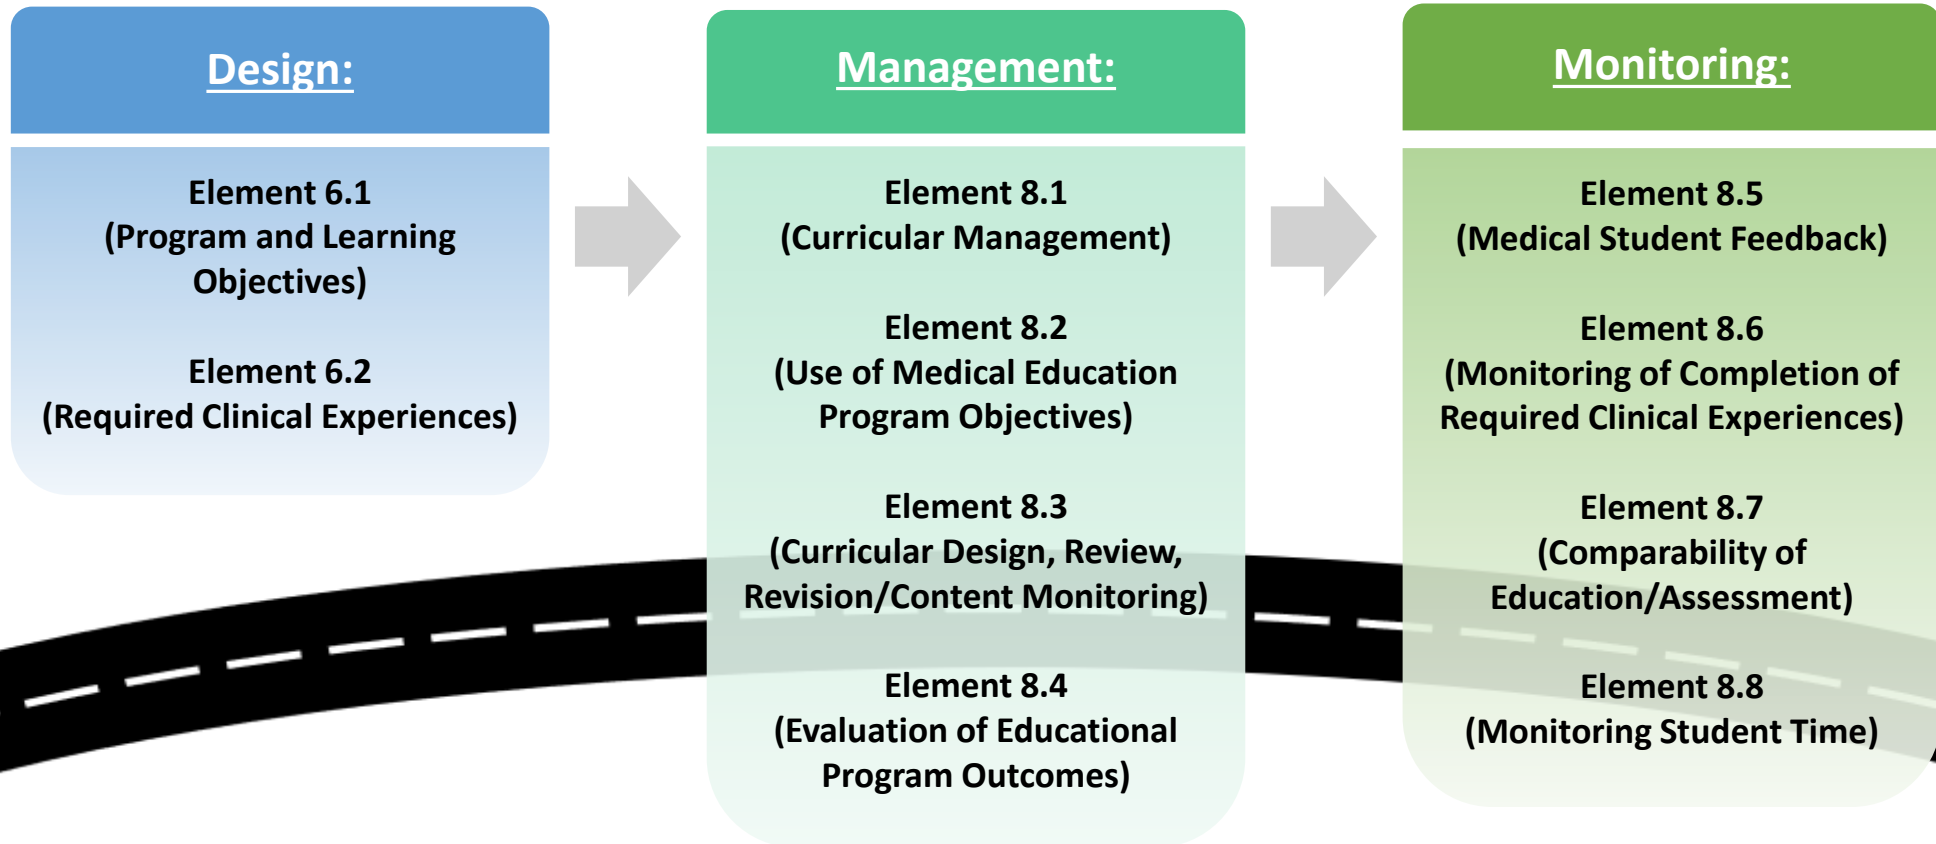 Design:
Element 6.1
(Program and Learning
Objectives)
Element 6.2
(Required Clinical Experiences)
Management:
Element 8.1
(Curricular Management)
Element 8.2
(Use of Medical Education
Program Objectives)
Element 8.3
(Curricular Design, Review,
Revision/Content Monitoring)
Element 8.4
(Evaluation of Educational
Program Outcomes)
Monitoring:
Element 8.5
(Medical Student Feedback)
Element 8.6
(Monitoring of Completion of
Required Clinical Experiences)
Element 8.7
(Comparability of
Education/Assessment)
Element 8.8
(Monitoring Student Time)